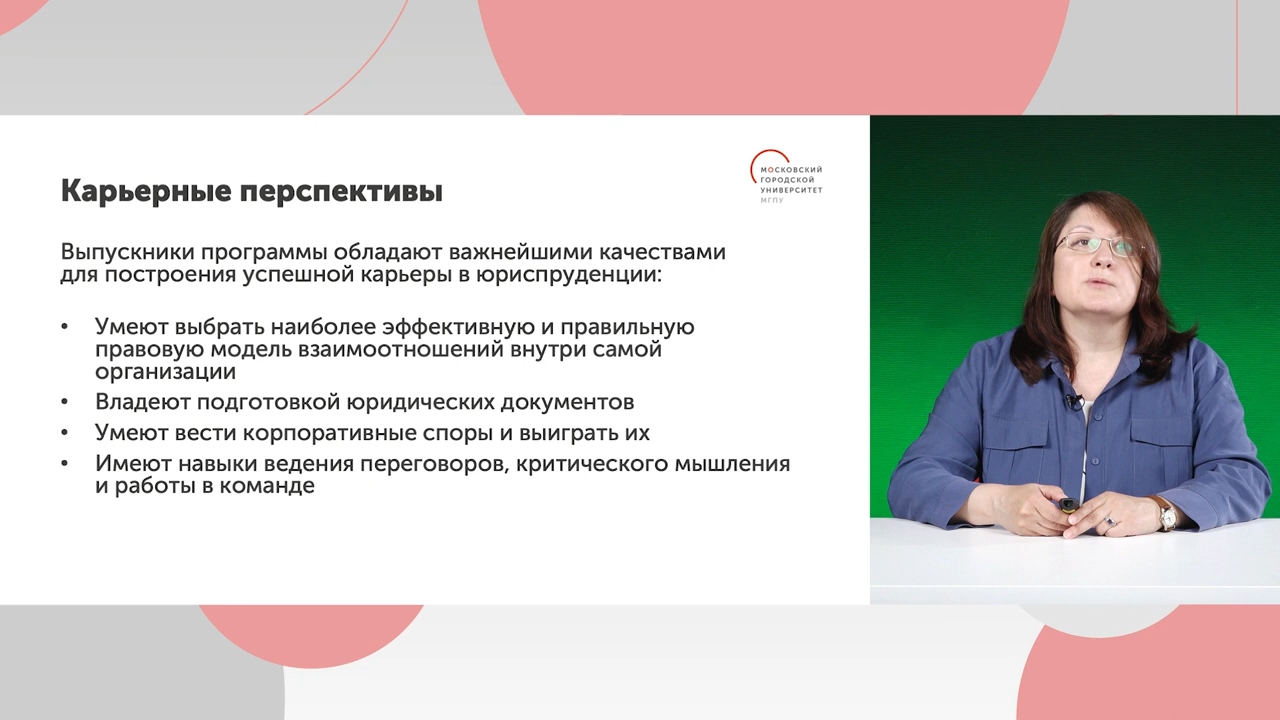 МОСКОВСКИЙ
ГОРОДСКОЙ
УНИВЕРСИТЕТ
МГПУ
Карьерные перспективы
Выпускники программы обладают важнейшими качествами
для построения успешной карьеры в юриспруденции:
• Умеют выбрать наиболее эффективную и правильную
правовую модель взаимоотношений внутри самой
организации
• Владеют подготовкой юридических документов
• Умеют вести корпоративные споры и выиграть их
• Имеют навыки ведения переговоров, критического мышления
и работы в команде